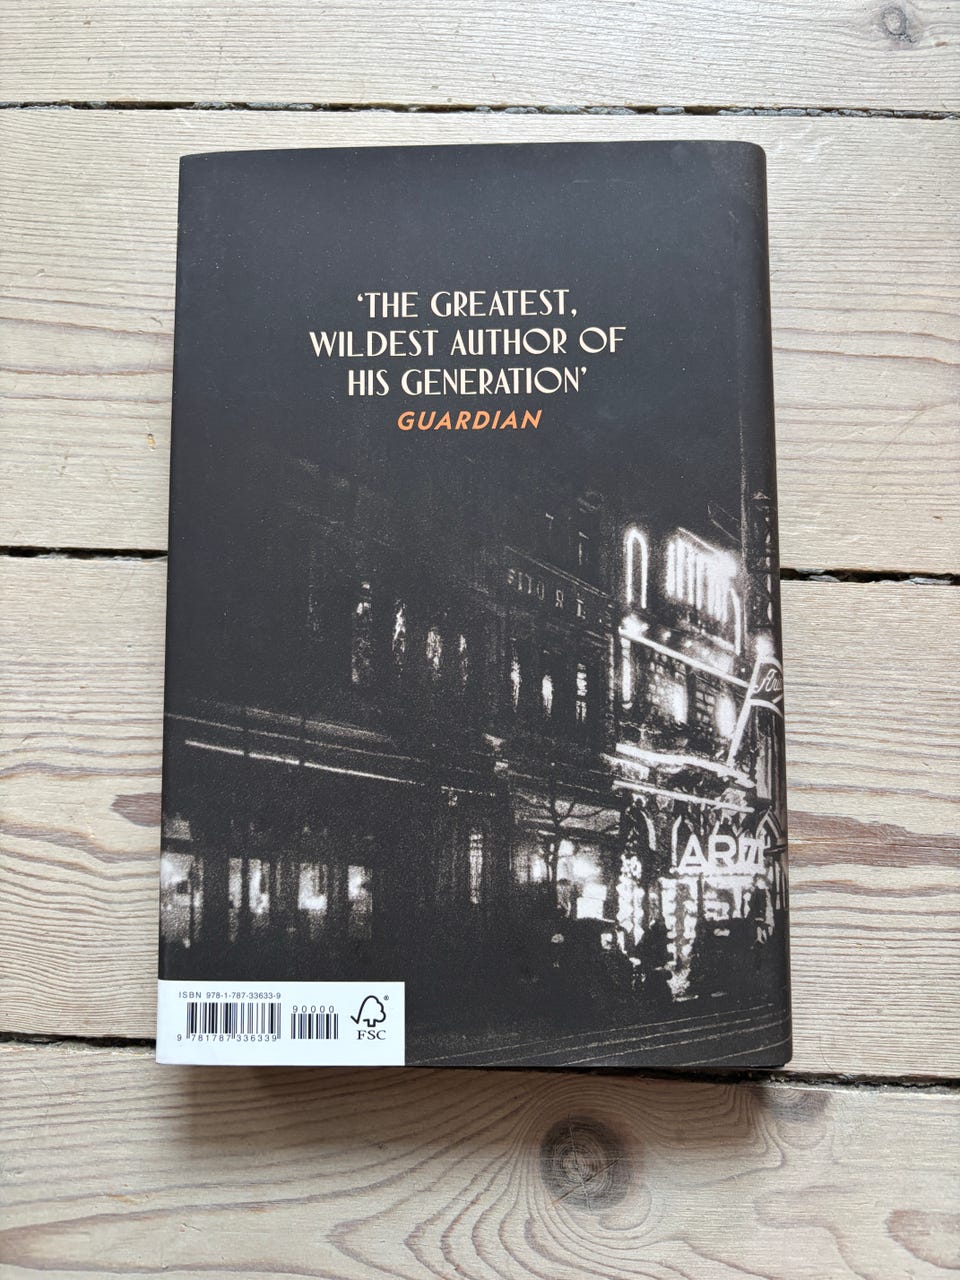 ‘THE GREATEST,
WILDEST AUTHOR OF
HIS GENERATION’
GUARDIAN
ISBN 978-1-787-33633-9
90000
9 781787 336339
FSC®